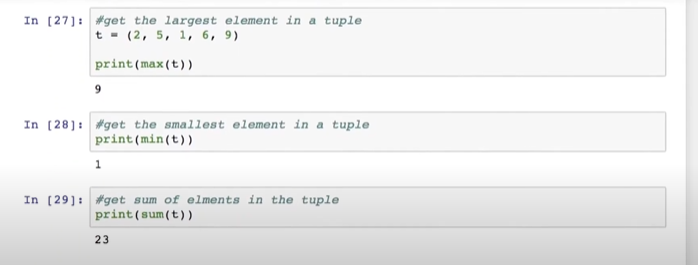 In [27]: #get the largest element in a tuple
t = (2, 5, 1, 6, 9)
print(max(t))
9
In [28]: #get the smallest element in a tuple
print(min(t))
1
In [29]: #get sum of elments in the tuple
print(sum(t))
23